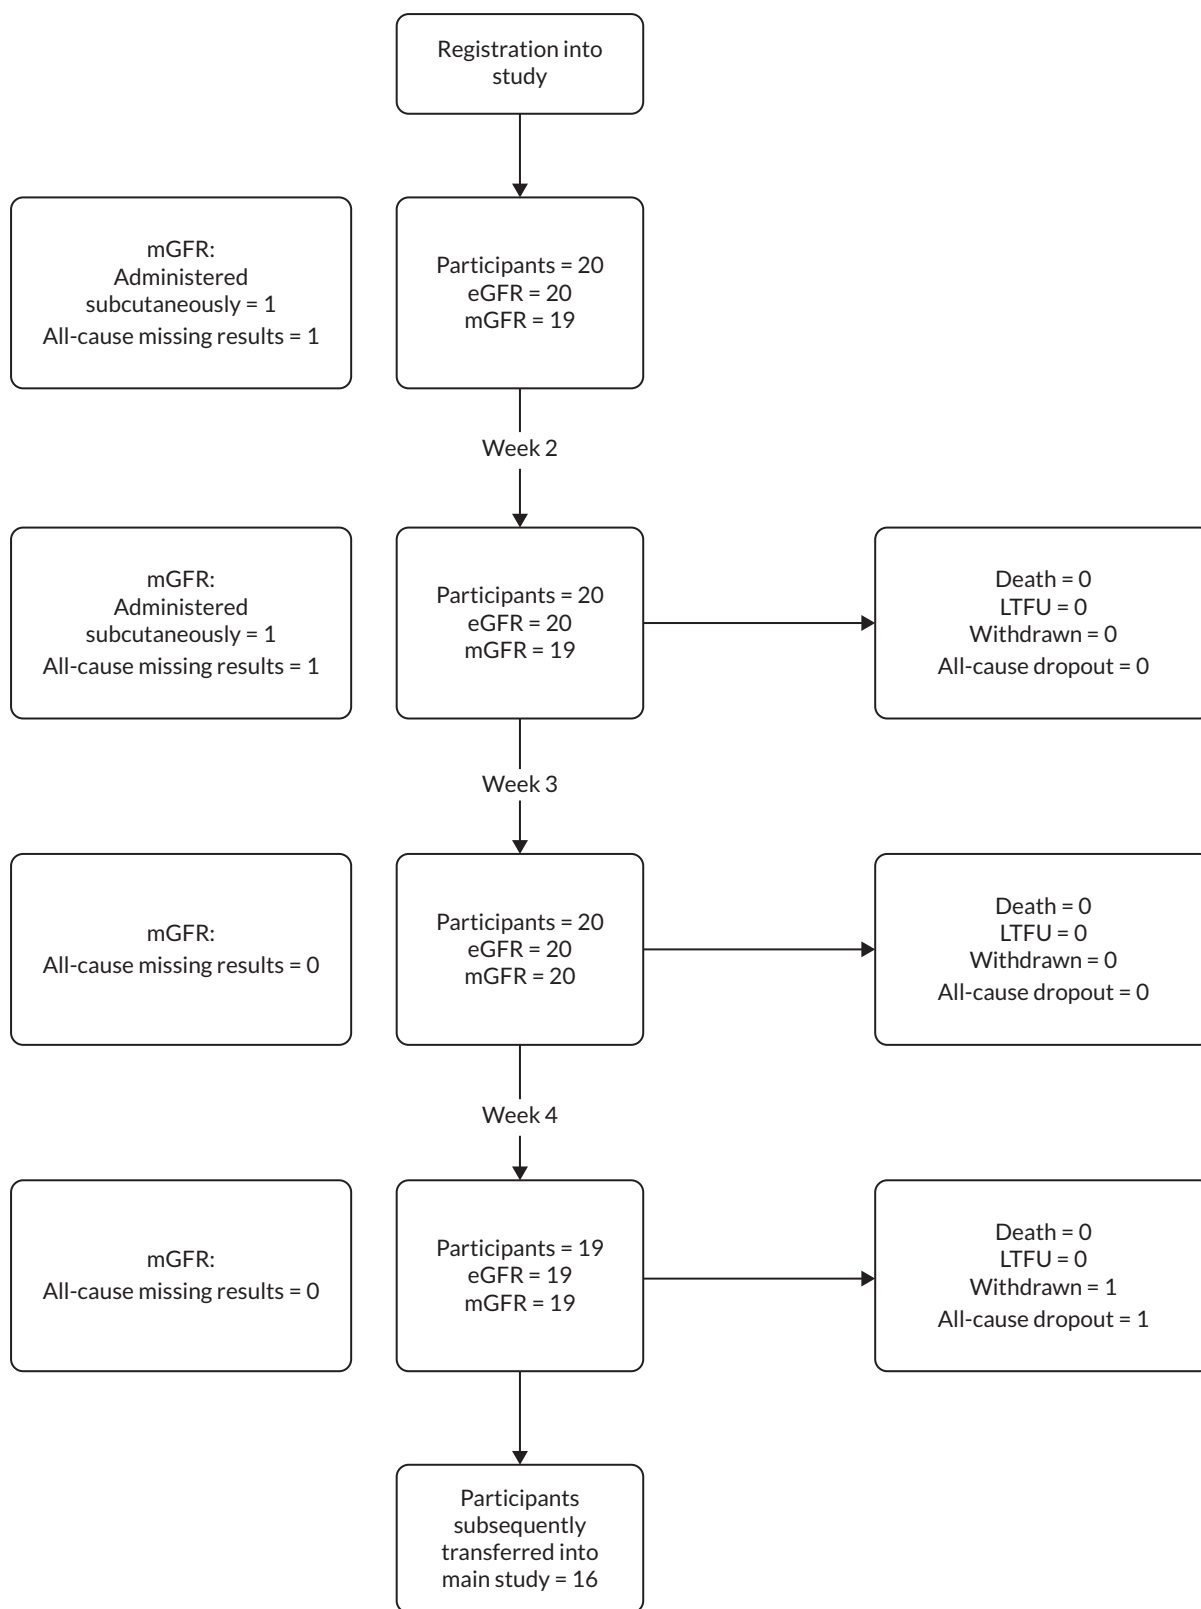 Registration into
study
mGFR:
Administered
subcutaneously = 1
All-cause missing results = 1
Participants = 20
eGFR = 20
mGFR = 19
Week 2
mGFR:
Administered
subcutaneously = 1
All-cause missing results = 1
Participants = 20
eGFR = 20
mGFR = 19
Death = 0
LTFU = 0
Withdrawn = 0
All-cause dropout = 0
Week 3
mGFR:
All-cause missing results = 0
Participants = 20
eGFR = 20
mGFR = 20
Death = 0
LTFU = 0
Withdrawn = 0
All-cause dropout = 0
Week 4
mGFR:
All-cause missing results = 0
Participants = 19
eGFR = 19
mGFR = 19
Death = 0
LTFU = 0
Withdrawn = 1
All-cause dropout = 1
Participants
subsequently
transferred into
main study = 16